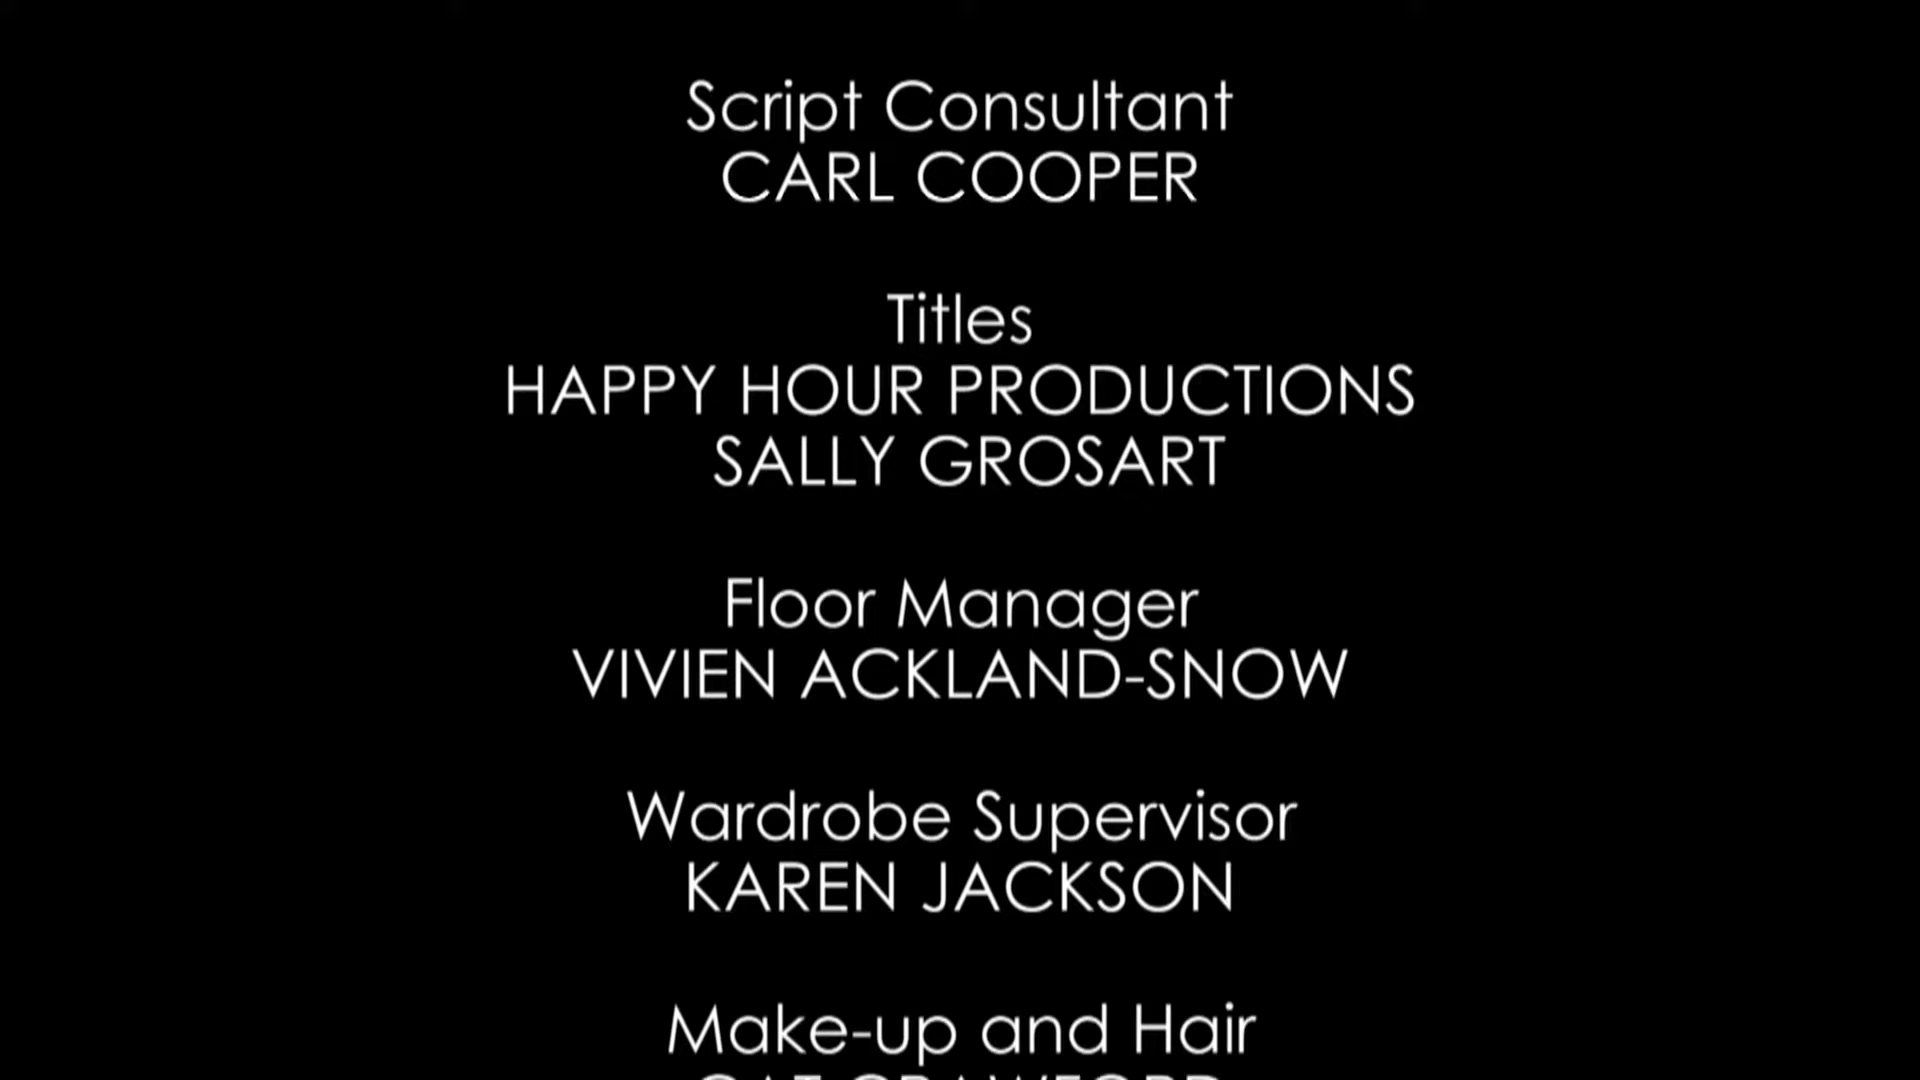 Script Consultant
CARL COOPER
Titles
HAPPY HOUR PRODUCTIONS
SALLY GROSART
Floor Manager
VIVIEN ACKLAND-SNOW
Wardrobe Supervisor
KAREN JACKSON
Make-up and Hair